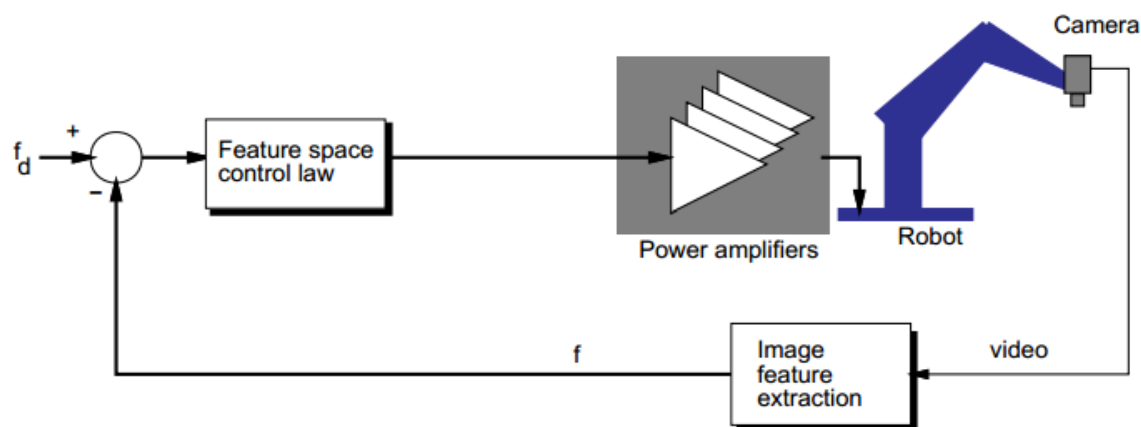 Camera
+
f
d
Feature space
control law
−
Power amplifiers
Robot
f
Image
feature
extraction
video